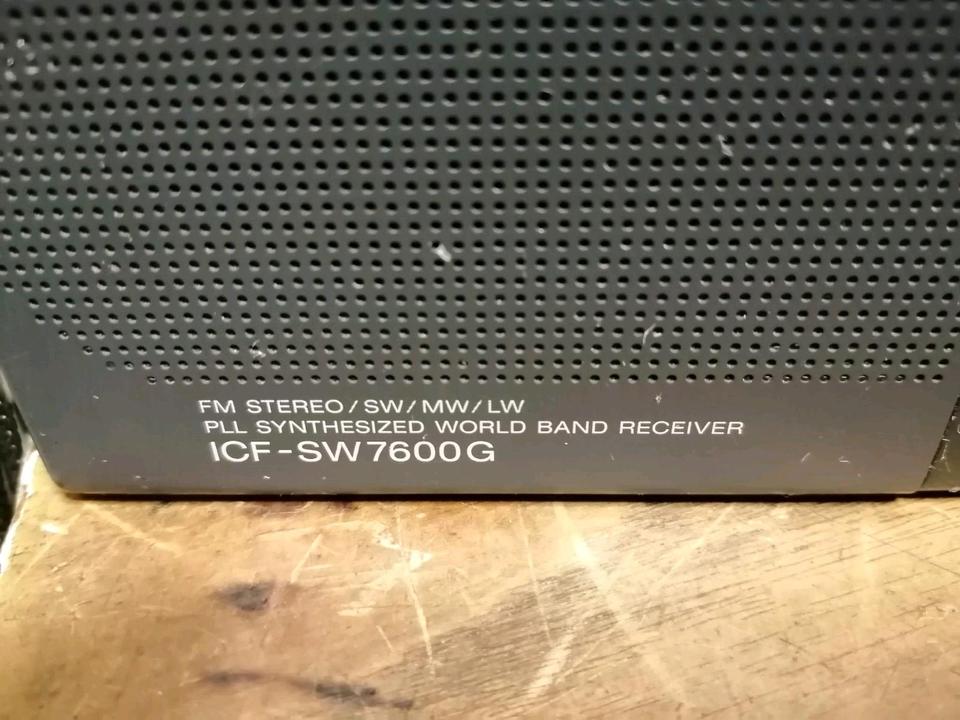 FM STEREO/SW/MW/LW
PLL SYNTHESIZED WORLD BAND RECEIVER
ICF-SW7600G